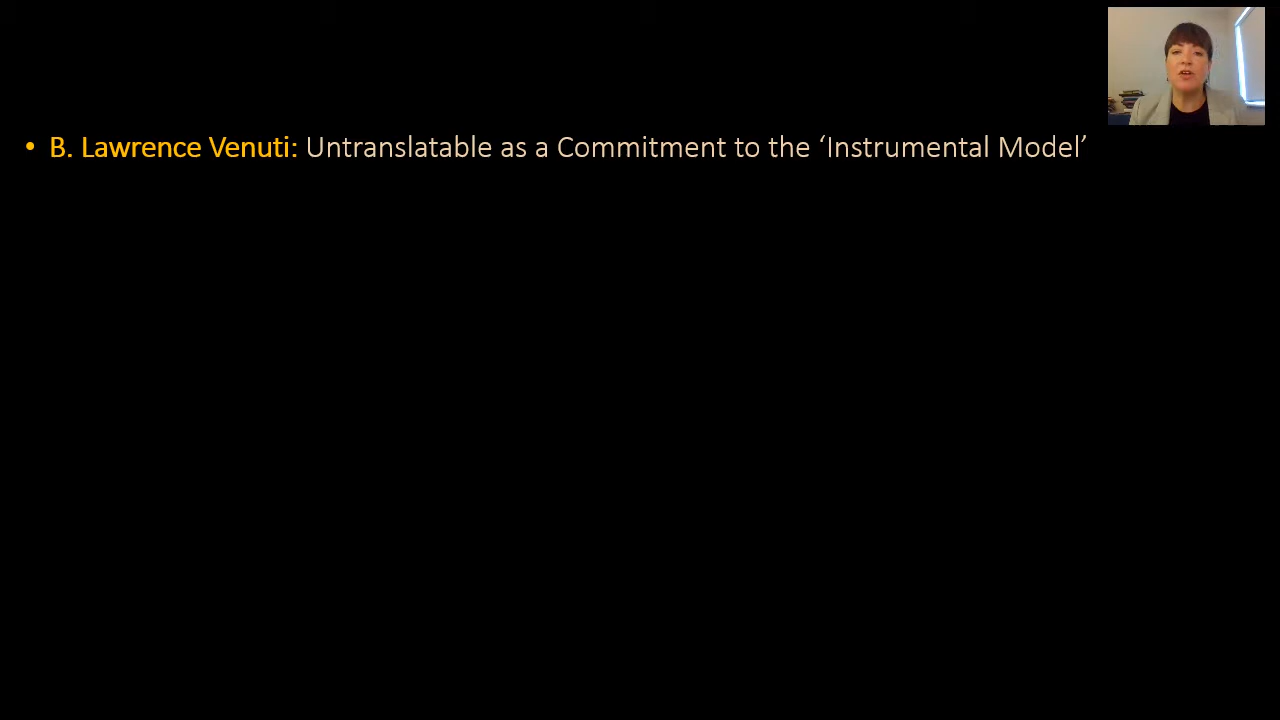 • B. Lawrence Venuti: Untranslatable as a Commitment to the ‘Instrumental Model’